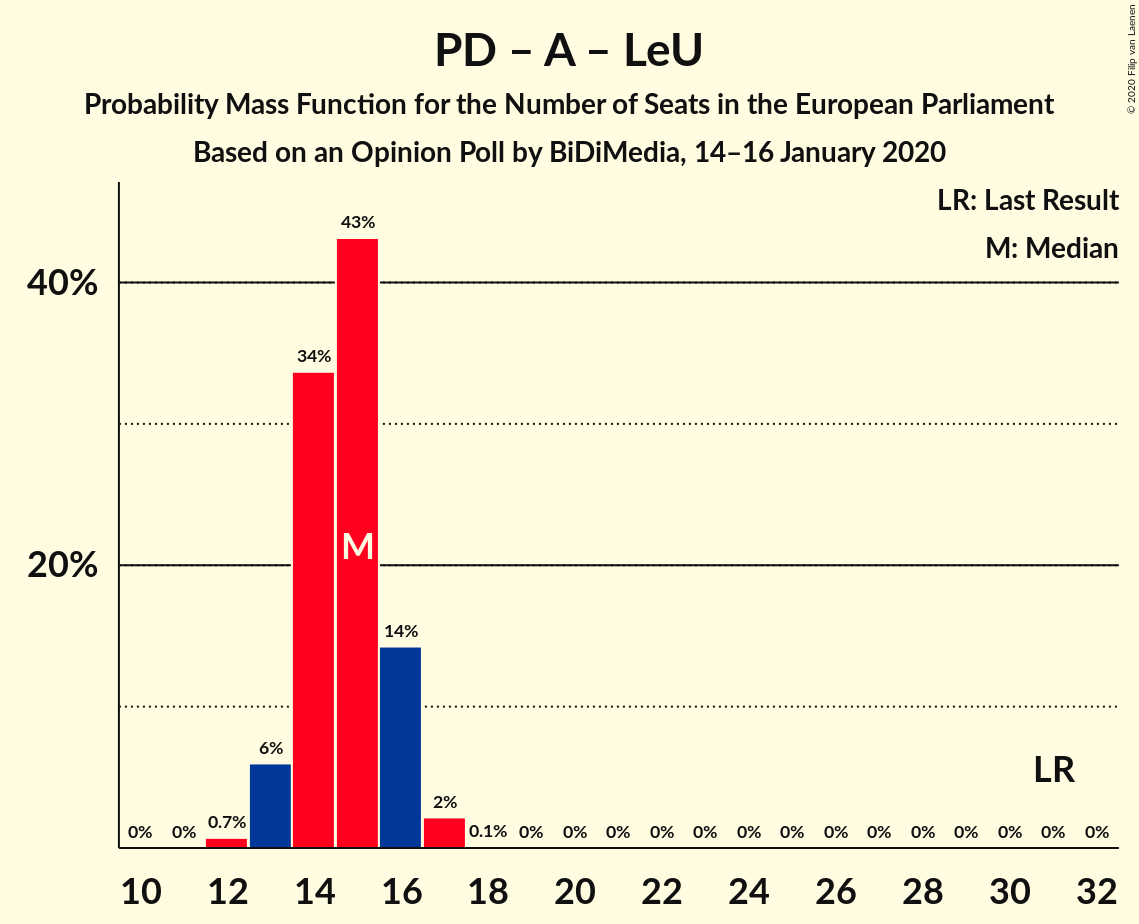 PD – A – LeU
Probability Mass Function for the Number of Seats in the European Parliament
Based on an Opinion Poll by BiDiMedia, 14–16 January 2020
© 2020 Filip van Laenen
LR: Last Result
M: Median
40%
20%
0% 0% 0.7% 6% 34% 43% 14% 2% 0.1% 0% 0% 0% 0% 0% 0% 0% 0% 0% 0% 0% 0% 0% 0%
M
LR
10 12 14 16 18 20 22 24 26 28 30 32